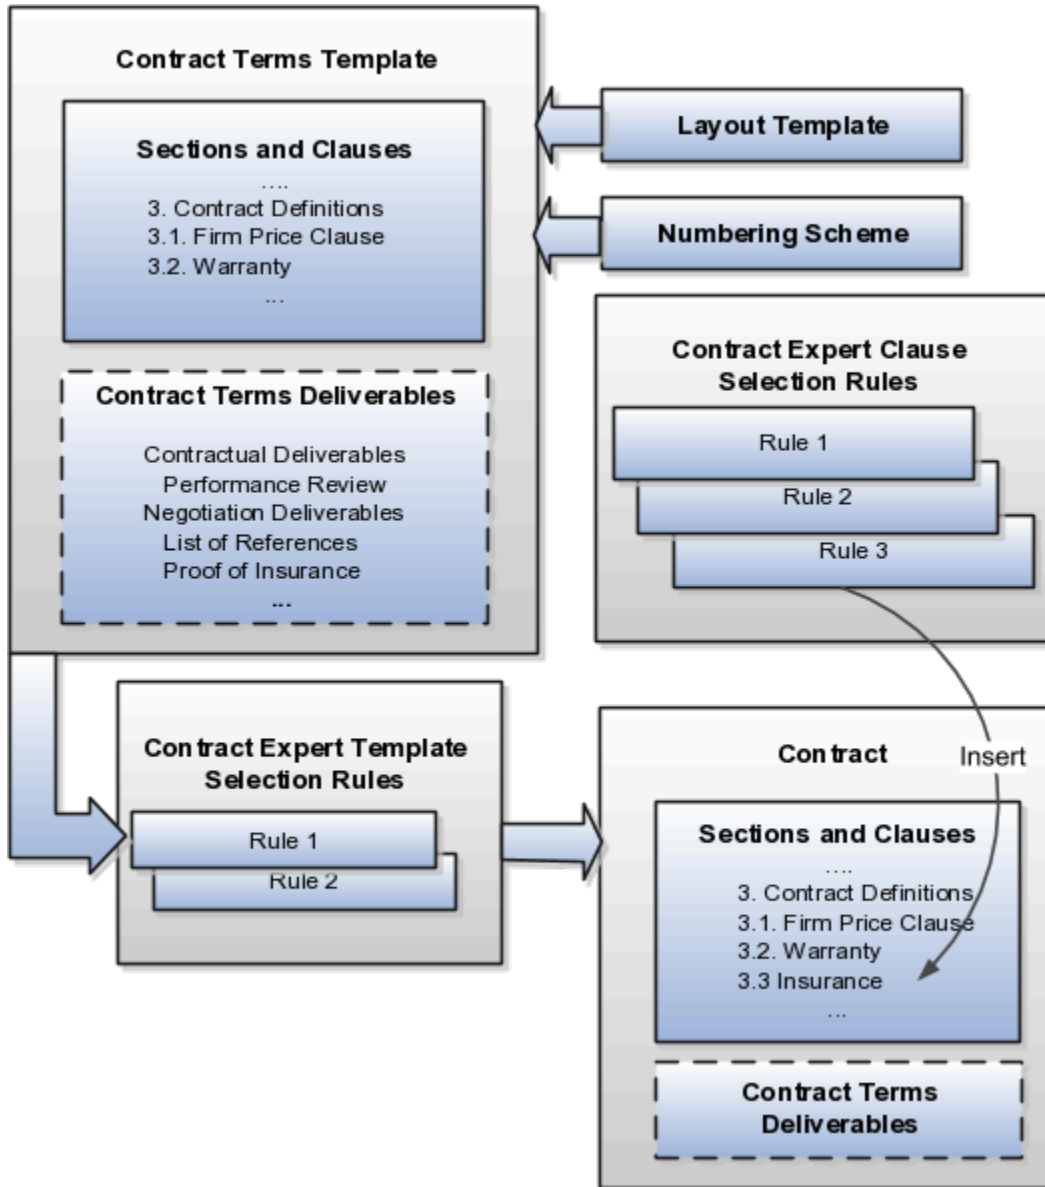 Contract Terms Template
Sections and Clauses
....
3. Contract Definitions
3.1. Firm Price Clause
3.2. Warranty
...
Contract Terms Deliverables
Contractual Deliverables
Performance Review
Negotiation Deliverables
List of References
Proof of Insurance
...
Layout Template
Numbering Scheme
Contract Expert Clause
Selection Rules
Rule 1
Rule 2
Rule 3
Contract Expert Template
Selection Rules
Rule 1
Rule 2
Contract
Insert
Sections and Clauses
....
3. Contract Definitions
3.1. Firm Price Clause
3.2. Warranty
3.3 Insurance
...
Contract Terms
Deliverables